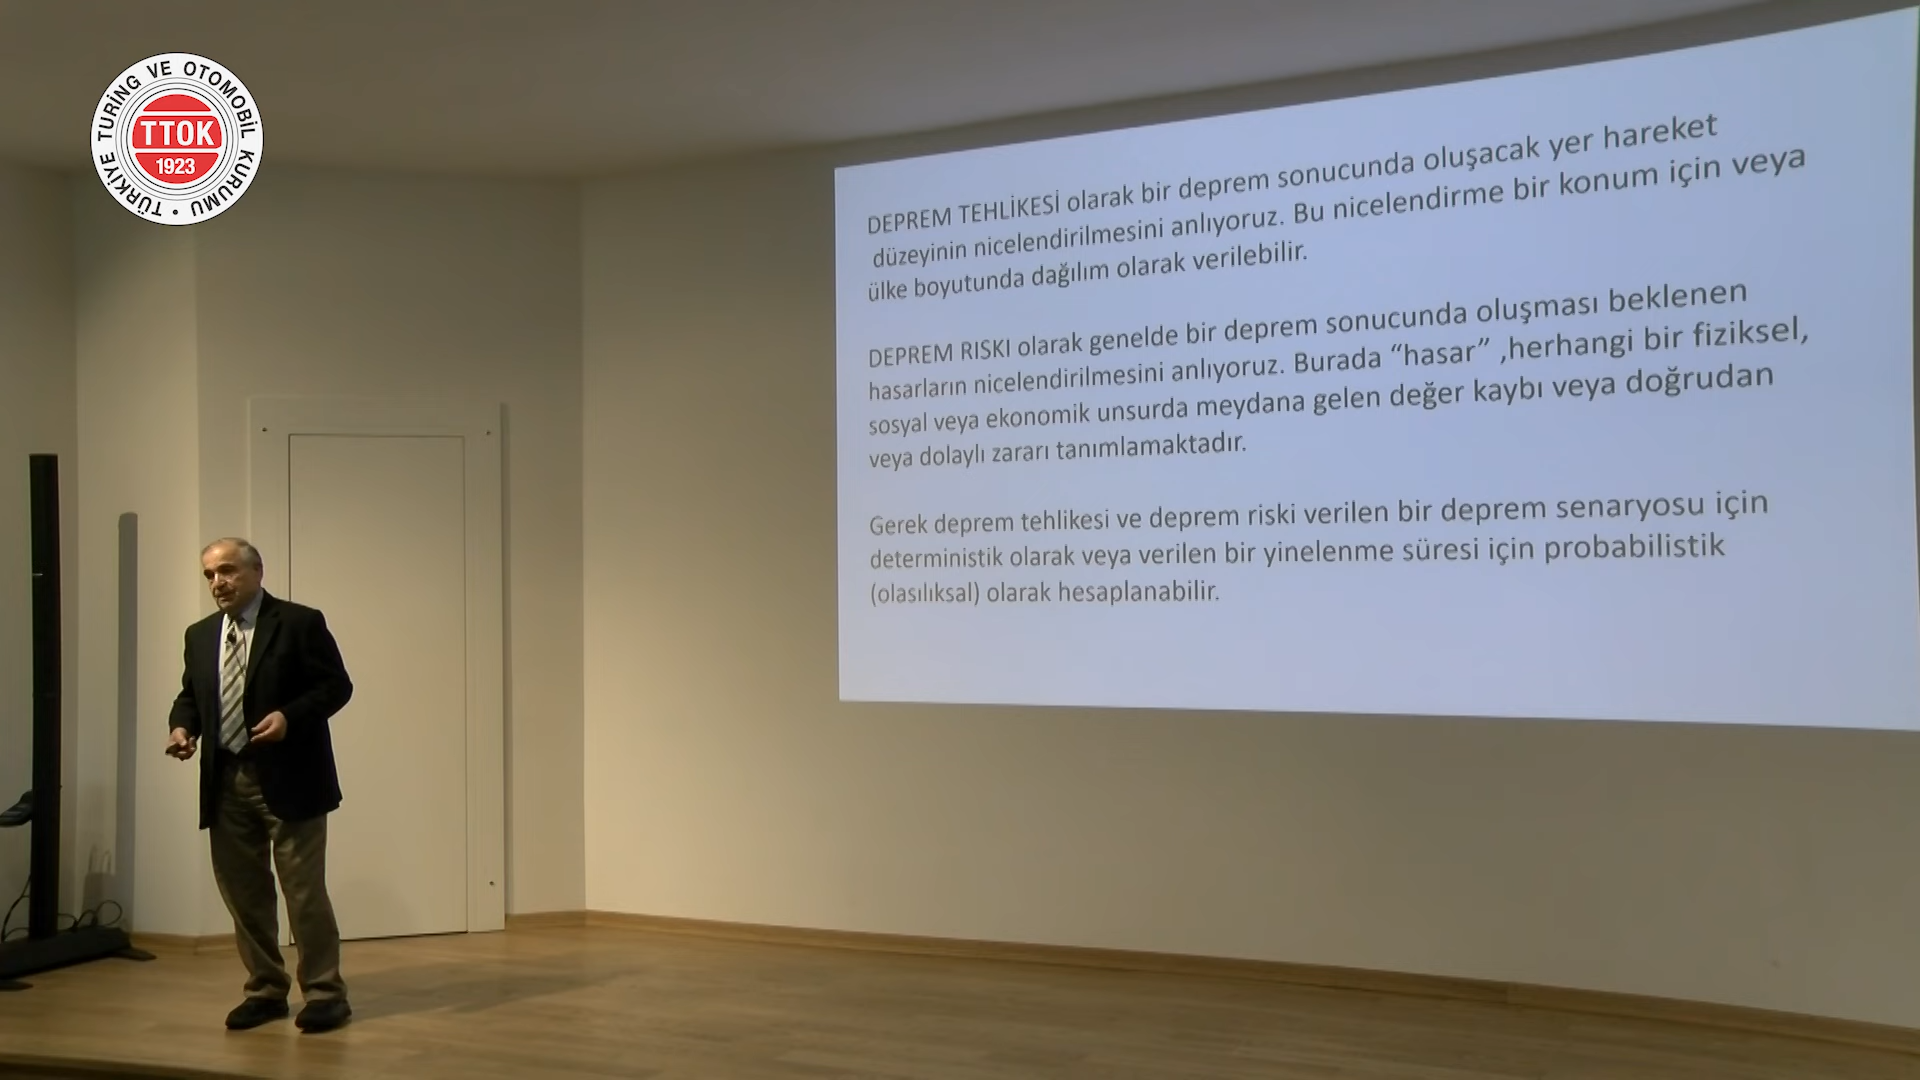 TÜRKİYE TURİNG VE OTOMOBİL KURUMU
TTOK
1923
DEPREM TEHLİKESİ olarak bir deprem sonucunda oluşacak yer hareket
düzeyinin nicelendirilmesini anlıyoruz. Bu nicelendirme bir konum için veya
ülke boyutunda dağılım olarak verilebilir.
DEPREM RISKI olarak genelde bir deprem sonucunda oluşması beklenen
hasarların nicelendirilmesini anlıyoruz. Burada “hasar” ,herhangi bir fiziksel,
sosyal veya ekonomik unsurda meydana gelen değer kaybı veya doğrudan
veya dolaylı zararı tanımlamaktadır.
Gerek deprem tehlikesi ve deprem riski verilen bir deprem senaryosu için
deterministik olarak veya verilen bir yinelenme süresi için probabilistik
(olasılıksal) olarak hesaplanabilir.